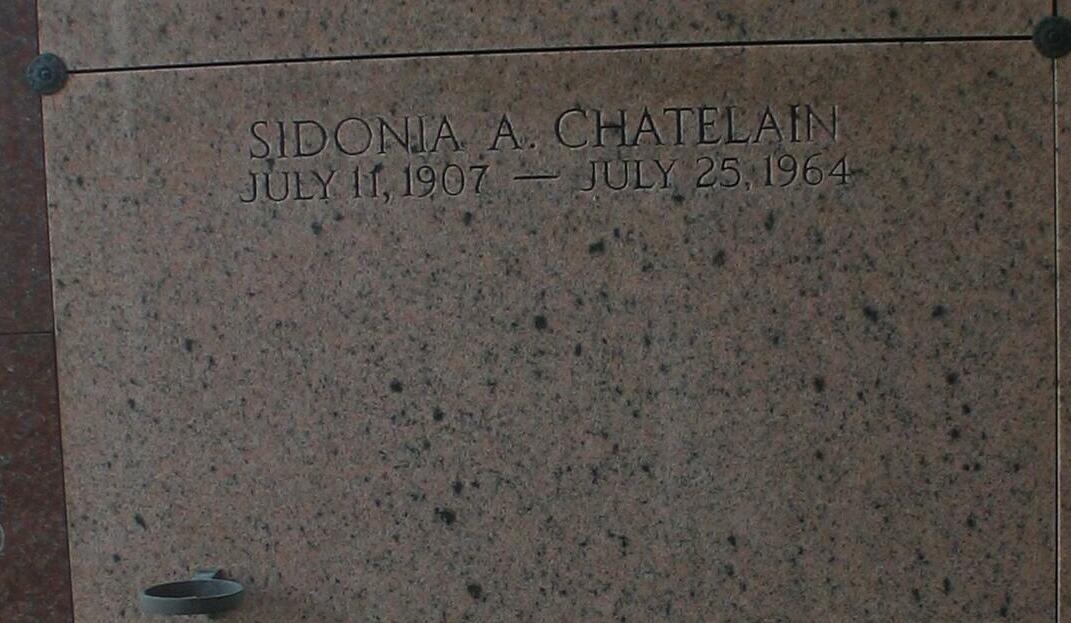 SIDONIA A. CHATELAIN
JULY 11, 1907 — JULY 25, 1964